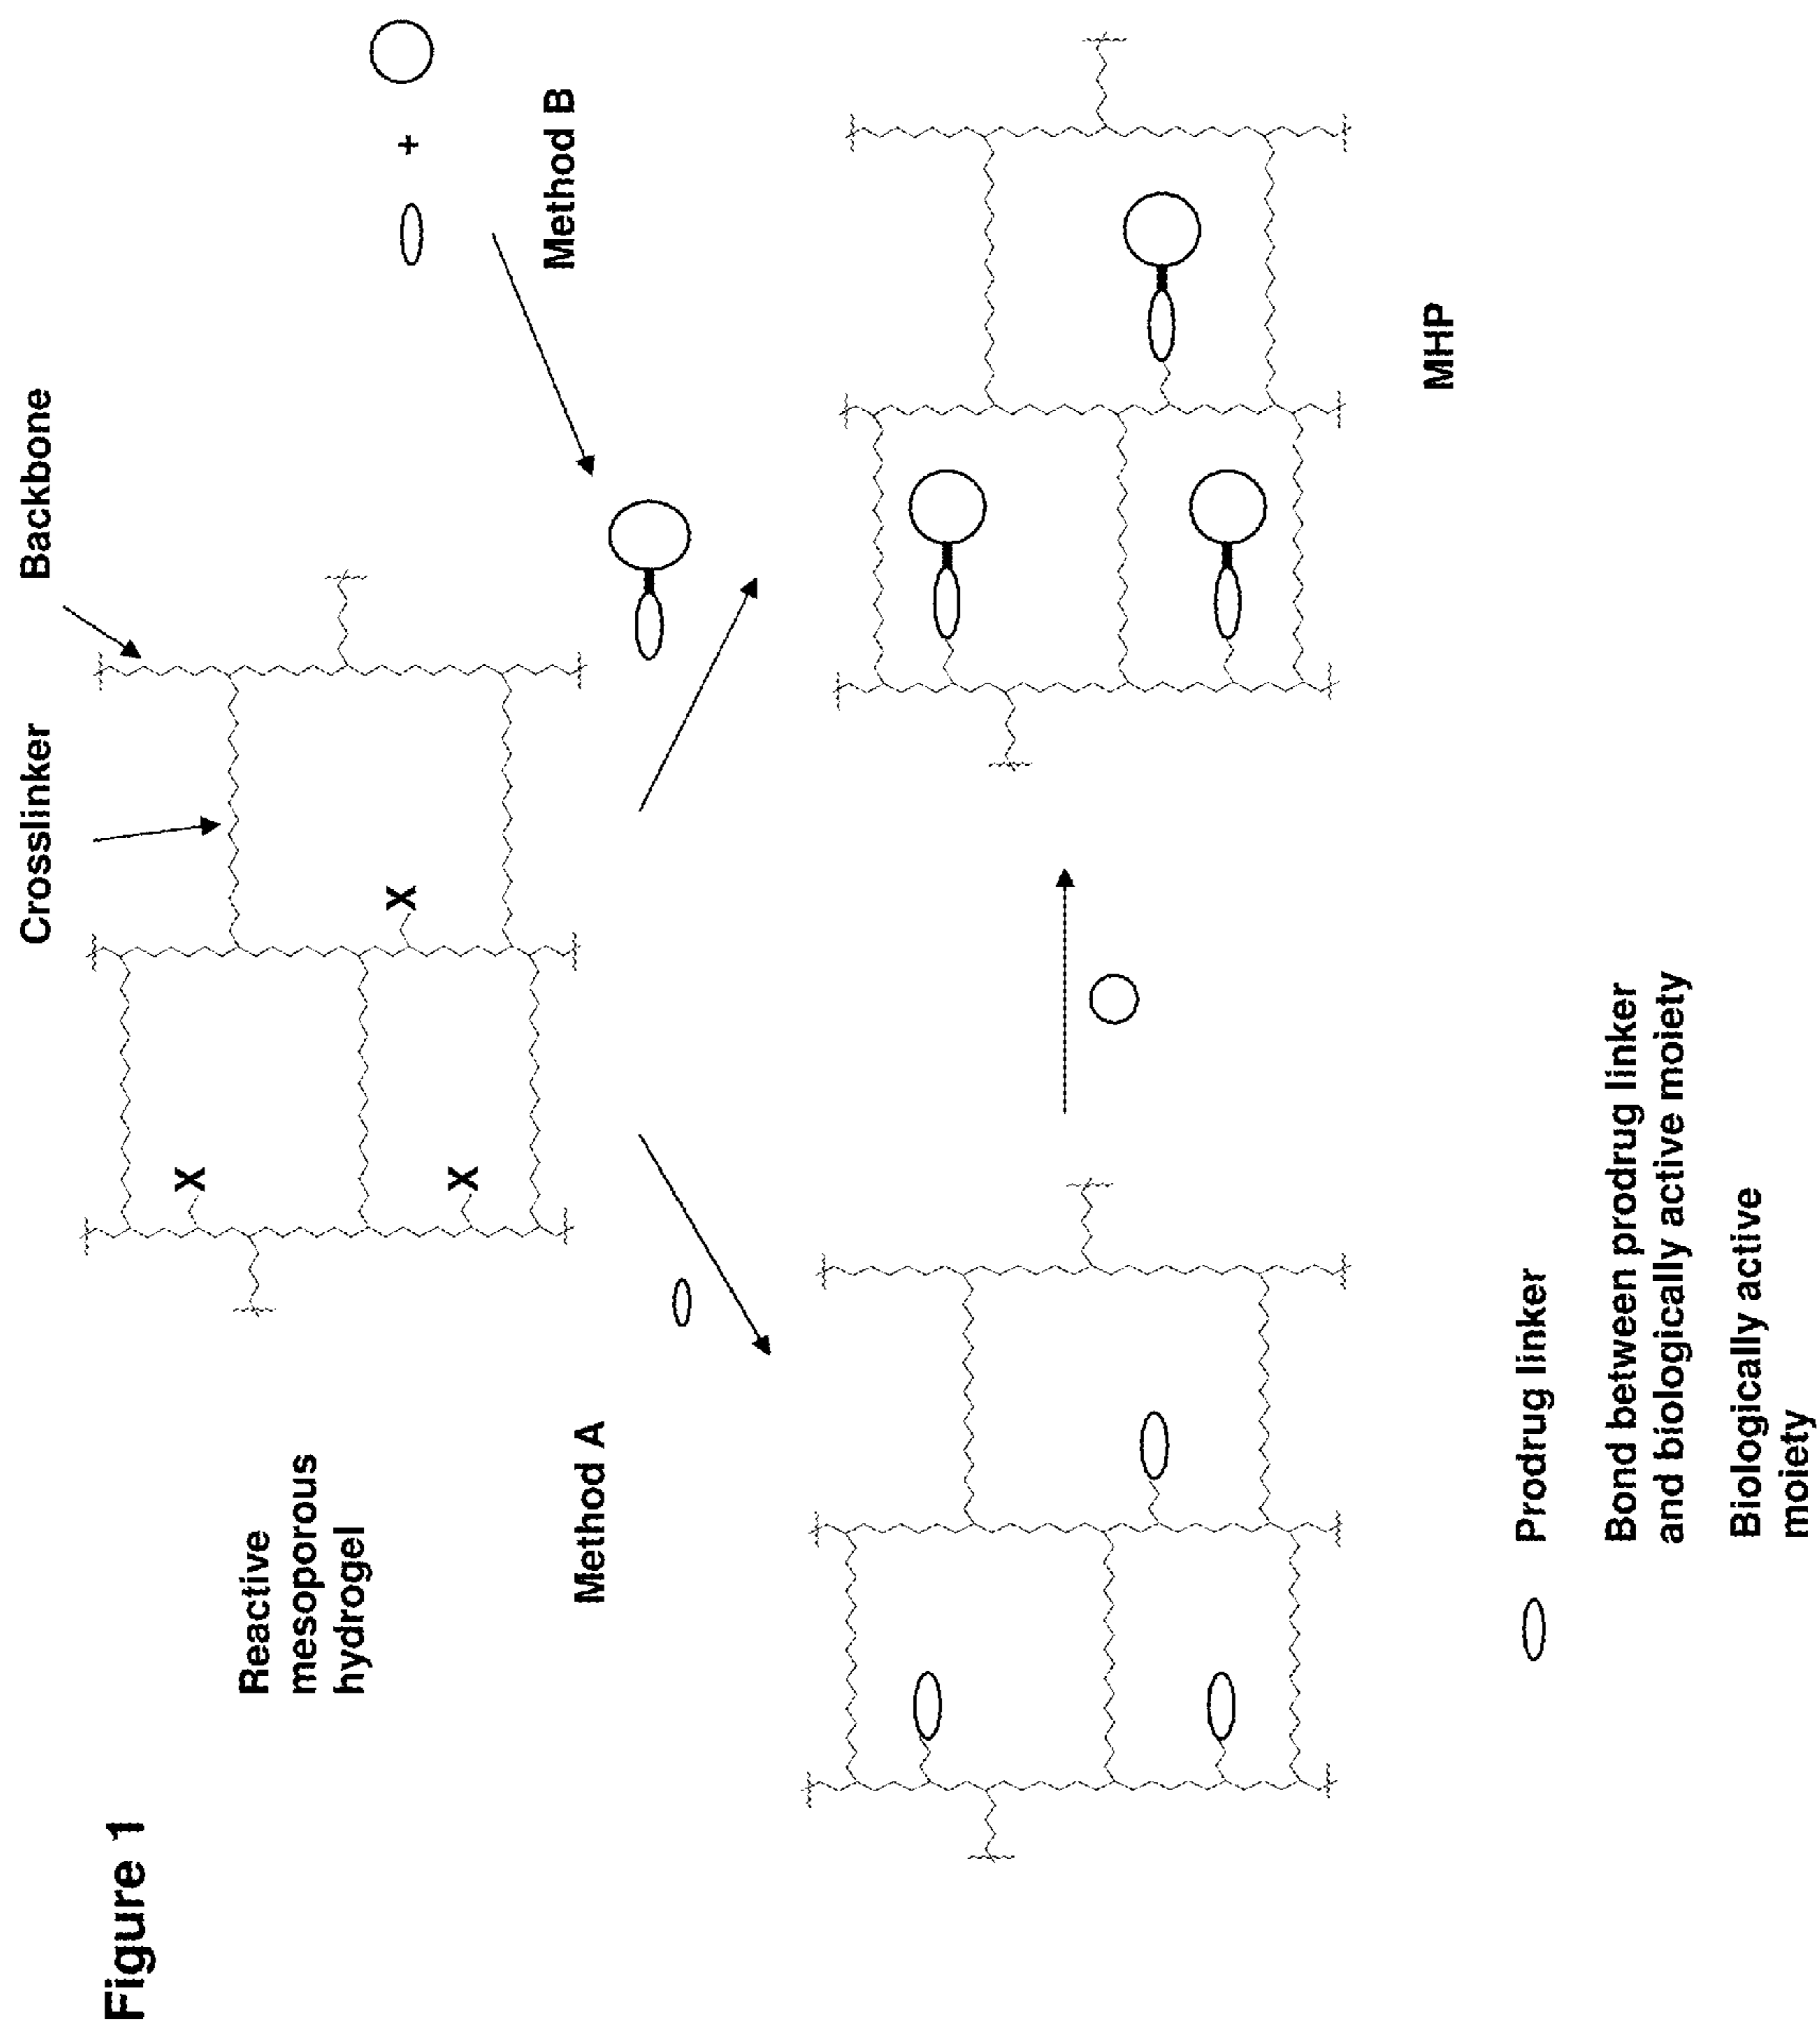 Figure 1
Crosslinker
Backbone
Reactive
mesoporous
hydrogel
X
X
X
+
Method A
Method B
MHP
Prodrug linker
Bond between prodrug linker
and biologically active moiety
Biologically active
moiety